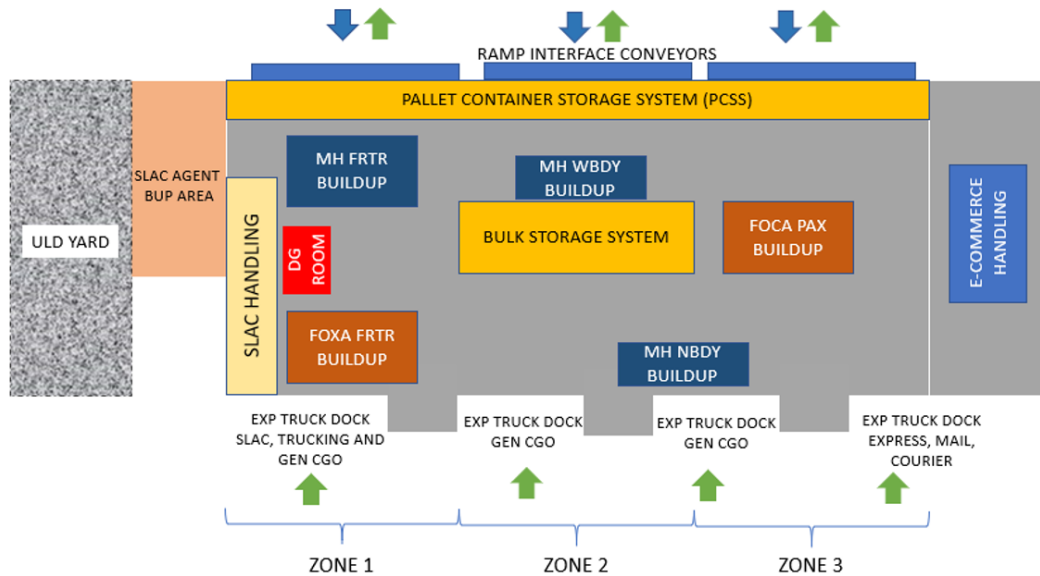 RAMP INTERFACE CONVEYORS
PALLET CONTAINER STORAGE SYSTEM (PCSS)
SLAC AGENT
BUP AREA
MH FRTR
BUILDUP
MH WBDY
BUILDUP
ULD YARD
SLAC HANDLING
DG
ROOM
BULK STORAGE SYSTEM
FOCA PAX
BUILDUP
E-COMMERCE
HANDLING
FOXA FRTR
BUILDUP
MH NBDY
BUILDUP
EXP TRUCK DOCK
SLAC, TRUCKING AND
GEN CGO
EXP TRUCK DOCK
GEN CGO
EXP TRUCK DOCK
GEN CGO
EXP TRUCK DOCK
EXPRESS, MAIL,
COURIER
ZONE 1
ZONE 2
ZONE 3